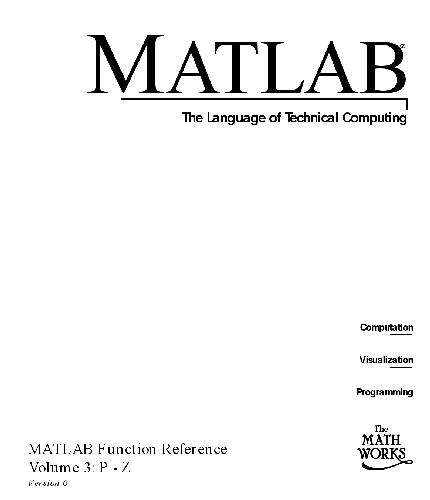 MATLAB
The Language of Technical Computing
Computation
Visualization
Programming
The
MATH
WORKS
MATLAB Function Reference
Volume 3: P - Z
Version 6